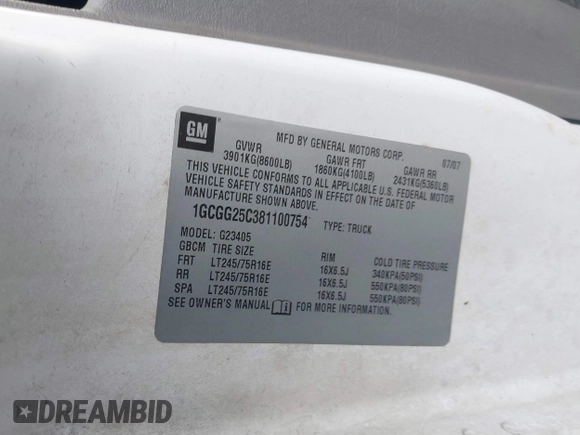 GM
MFD BY GENERAL MOTORS CORP. 07/07
GVWR GAWR FRT GAWR RR
3901KG(8600LB) 1860KG(4100LB) 2431KG(5360LB)
THIS VEHICLE CONFORMS TO ALL APPLICABLE U.S. FEDERAL MOTOR
VEHICLE SAFETY STANDARDS IN EFFECT ON THE DATE OF
MANUFACTURE SHOWN ABOVE.
1GCGG25C381100754 TYPE: TRUCK
MODEL: G23405
GBCM TIRE SIZE RIM COLD TIRE PRESSURE
FRT LT245/75R16E 16X6.5J 340KPA(50PSI)
RR LT245/75R16E 16X6.5J 550KPA(80PSI)
SPA LT245/75R16E 16X6.5J 550KPA(80PSI)
SEE OWNER'S MANUAL FOR MORE INFORMATION.
DREAMBID